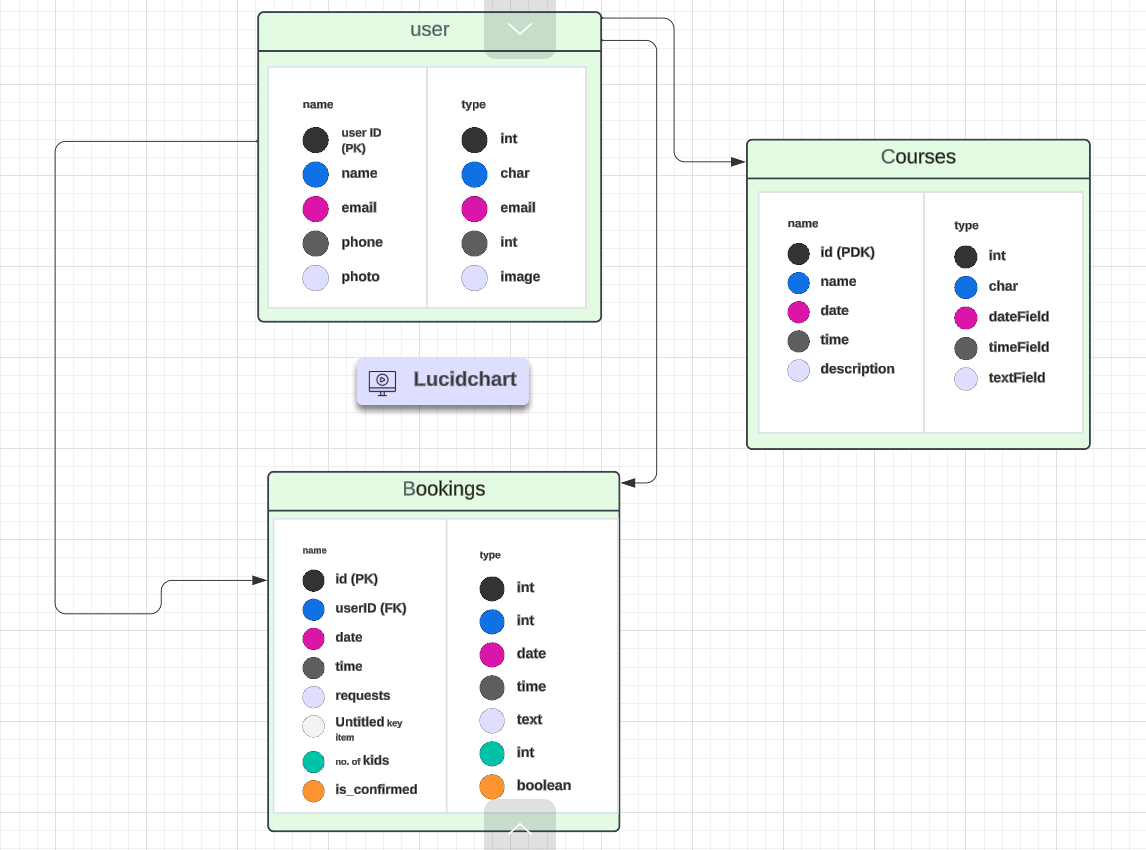 user
name
type
user ID
(PK)
int
name
char
email
email
phone
int
photo
image
Courses
name
type
id (PDK)
int
name
char
date
dateField
time
timeField
description
textField
Lucidchart
Bookings
name
type
id (PK)
int
userID (FK)
int
date
date
time
time
requests
text
Untitled key
item
no. of kids
int
is_confirmed
boolean